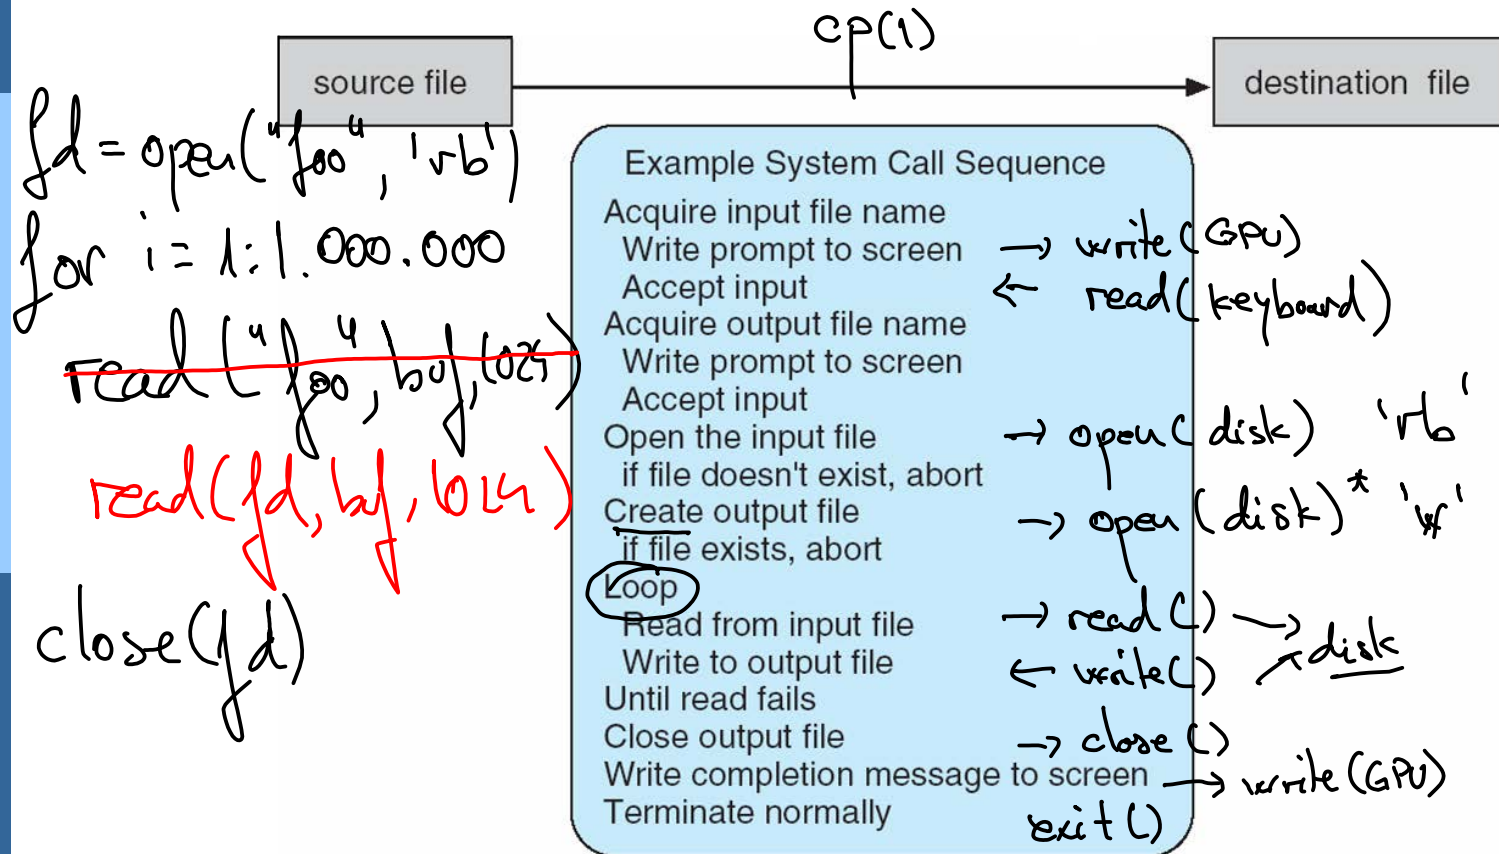 cp(1)
source file
destination file
fd = open("foo", 'rb')
for i = 1:1.000.000
read("foo", buf, 1024)
read(fd, buf, 1024)
close(fd)
Example System Call Sequence
Acquire input file name
Write prompt to screen → write(GPU)
Accept input ← read(keyboard)
Acquire output file name
Write prompt to screen
Accept input
Open the input file → open(disk) 'rb'
if file doesn't exist, abort
Create output file → open(disk)* 'w'
if file exists, abort
Loop
Read from input file → read() → disk
Write to output file ← write()
Until read fails
Close output file → close()
Write completion message to screen → write(GPU)
Terminate normally exit()